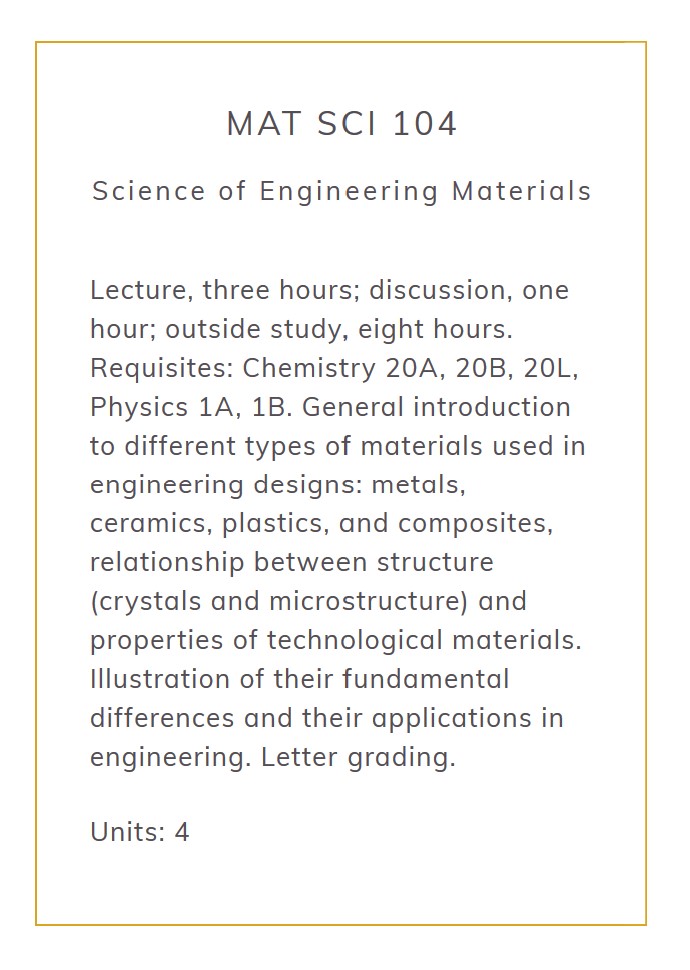 MAT SCI 104
Science of Engineering Materials
Lecture, three hours; discussion, one
hour; outside study, eight hours.
Requisites: Chemistry 20A, 20B, 20L,
Physics 1A, 1B. General introduction
to different types of materials used in
engineering designs: metals,
ceramics, plastics, and composites,
relationship between structure
(crystals and microstructure) and
properties of technological materials.
Illustration of their fundamental
differences and their applications in
engineering. Letter grading.
Units: 4